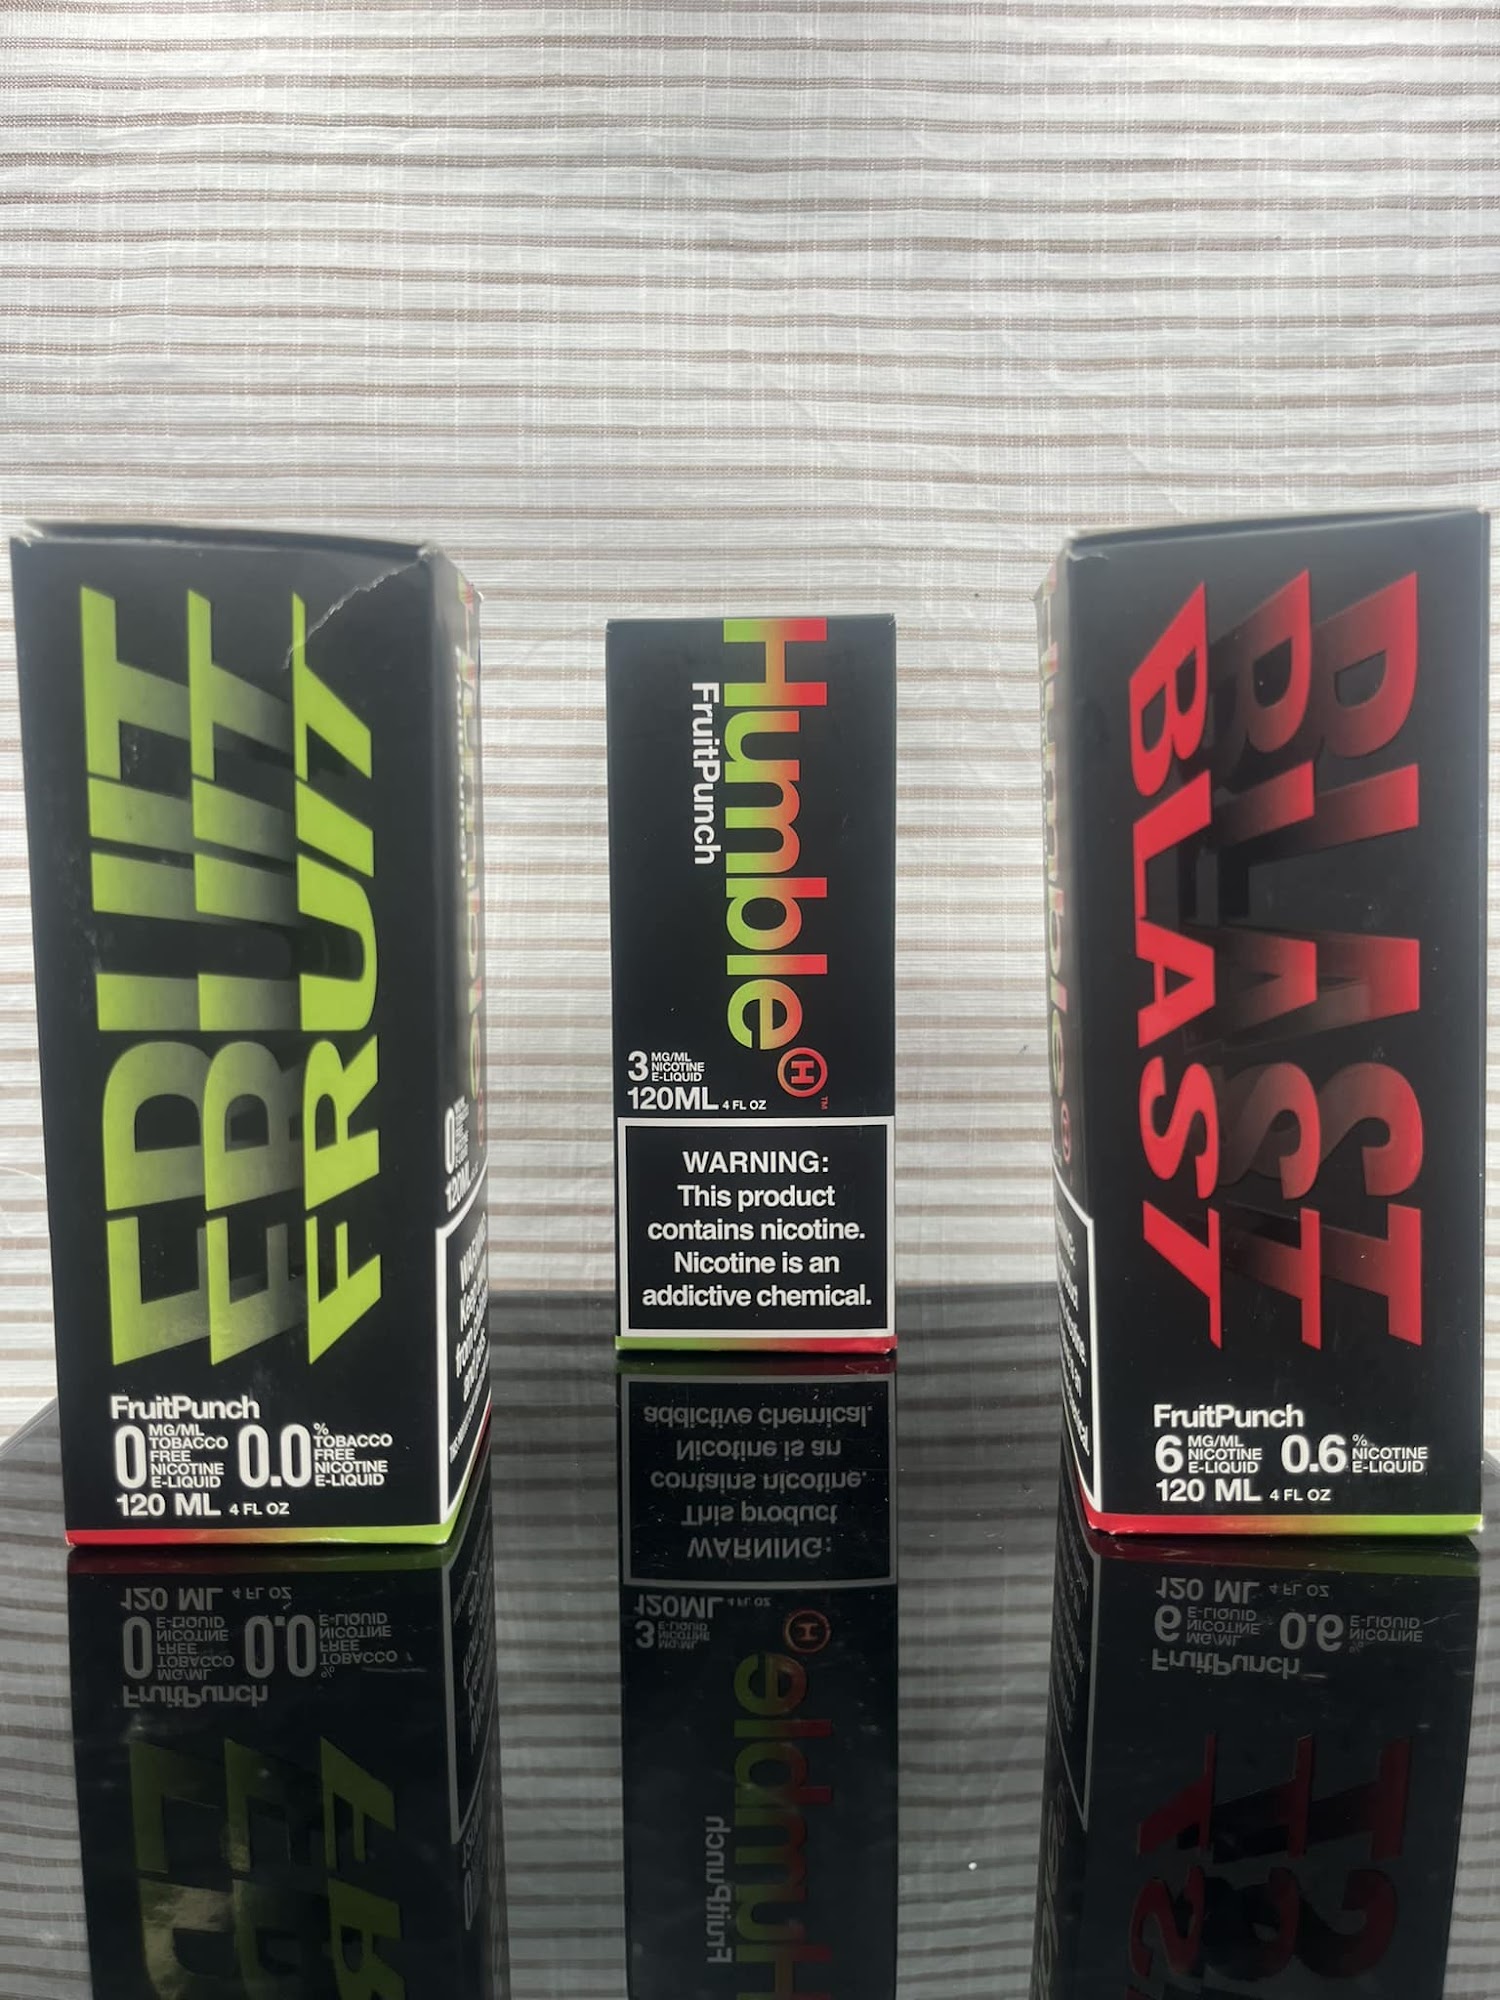 FRUIT
FRUIT
FRUIT
FruitPunch
0 MG/ML TOBACCO FREE NICOTINE E-LIQUID 0.0 % TOBACCO FREE NICOTINE E-LIQUID
120 ML 4 FL OZ
0
120ML
Humble
FruitPunch
H™
3 MG/ML NICOTINE E-LIQUID
120ML 4 FL OZ
WARNING:
This product
contains nicotine.
Nicotine is an
addictive chemical.
BLAST
BLAST
BLAST
FruitPunch
6 MG/ML NICOTINE E-LIQUID 0.6 % NICOTINE E-LIQUID
120 ML 4 FL OZ